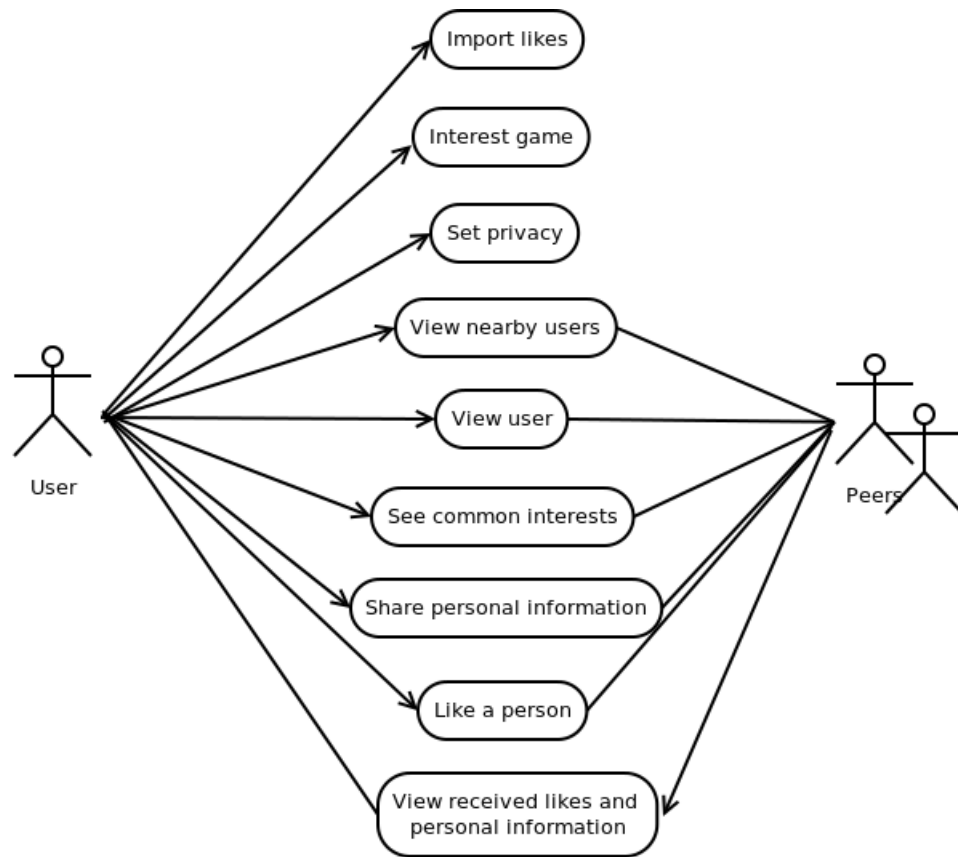 Import likes
Interest game
Set privacy
View nearby users
View user
User
Peers
See common interests
Share personal information
Like a person
View received likes and
personal information